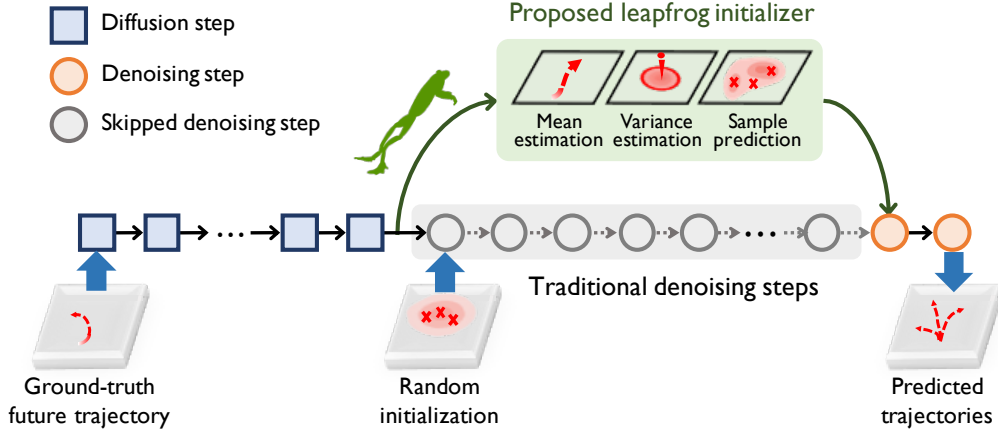 Proposed leapfrog initializer
Diffusion step
Denoising step
Skipped denoising step
Mean
estimation
Variance
estimation
Sample
prediction
...
...
Traditional denoising steps
Ground-truth
future trajectory
Random
initialization
Predicted
trajectories